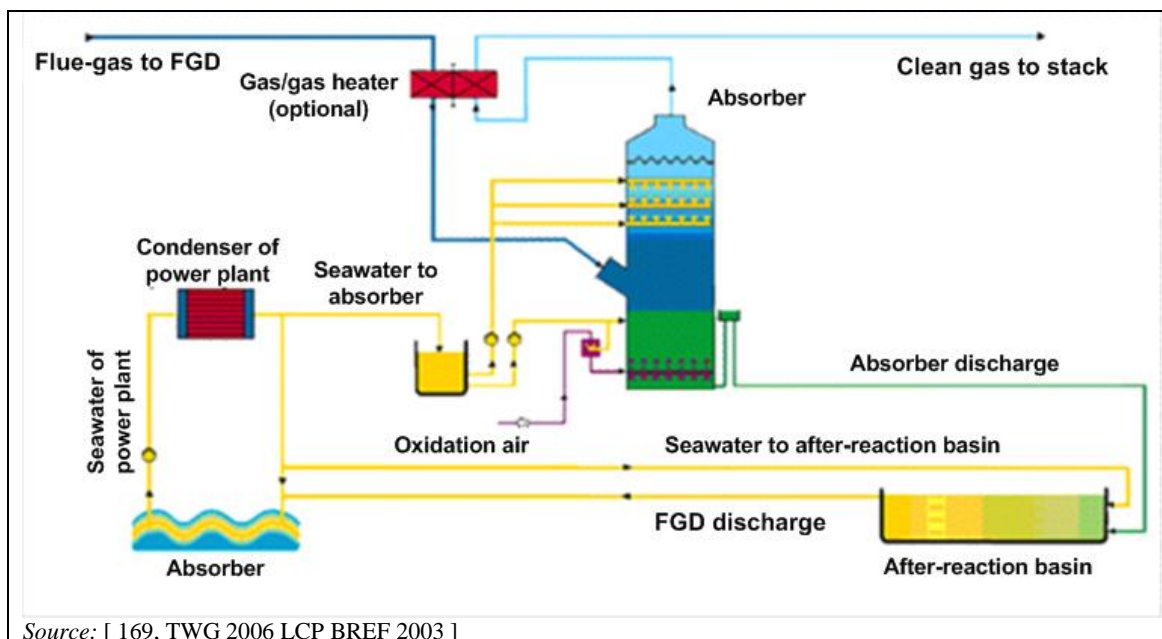 Flue-gas to FGD
Clean gas to stack
Gas/gas heater
(optional)
Absorber
Condenser of
power plant
Seawater to
absorber
Seawater of
power plant
Absorber discharge
Oxidation air
Seawater to after-reaction basin
FGD discharge
Absorber
After-reaction basin
Source: [ 169, TWG 2006 LCP BREF 2003 ]